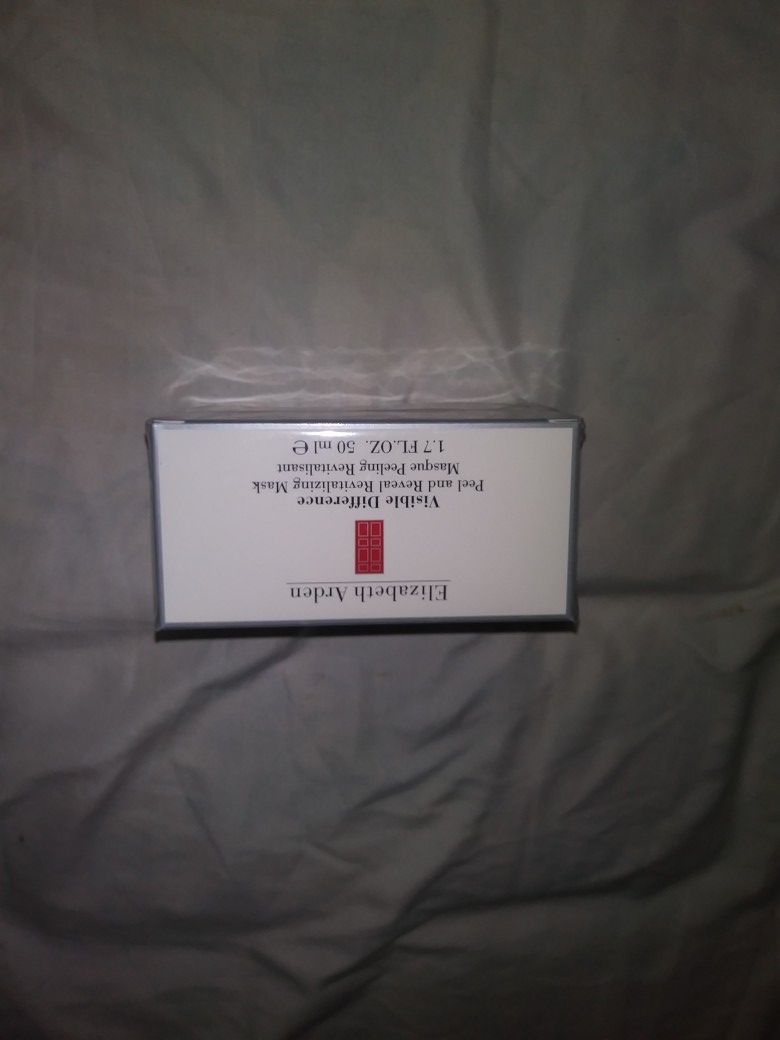 Elizabeth Arden
Visible Difference
Peel and Reveal Revitalizing Mask
Masque Peeling Revitalisant
1.7 FL.OZ. 50 ml ℮